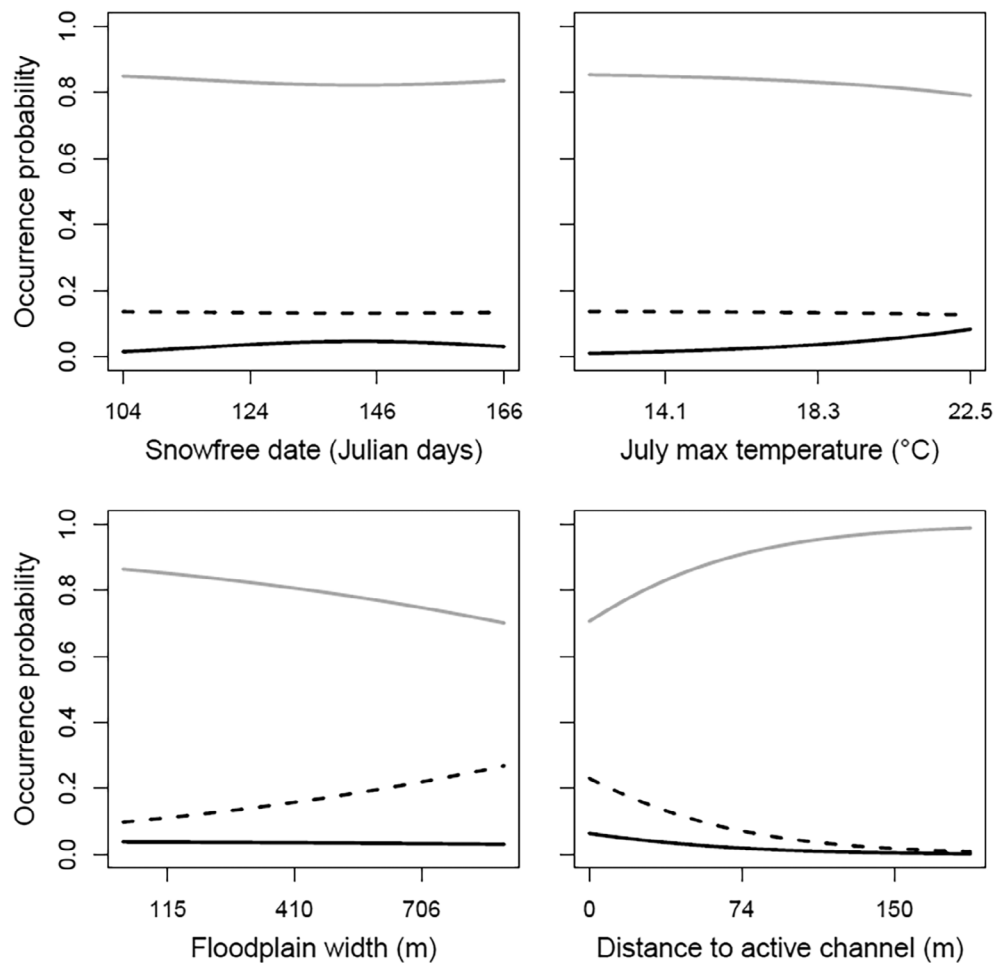 Occurrence probability
1.0
0.8
0.6
0.4
0.2
0.0
104 124 146 166
Snowfree date (Julian days)
14.1 18.3 22.5
July max temperature (°C)
Occurrence probability
1.0
0.8
0.6
0.4
0.2
0.0
115 410 706
Floodplain width (m)
0 74 150
Distance to active channel (m)